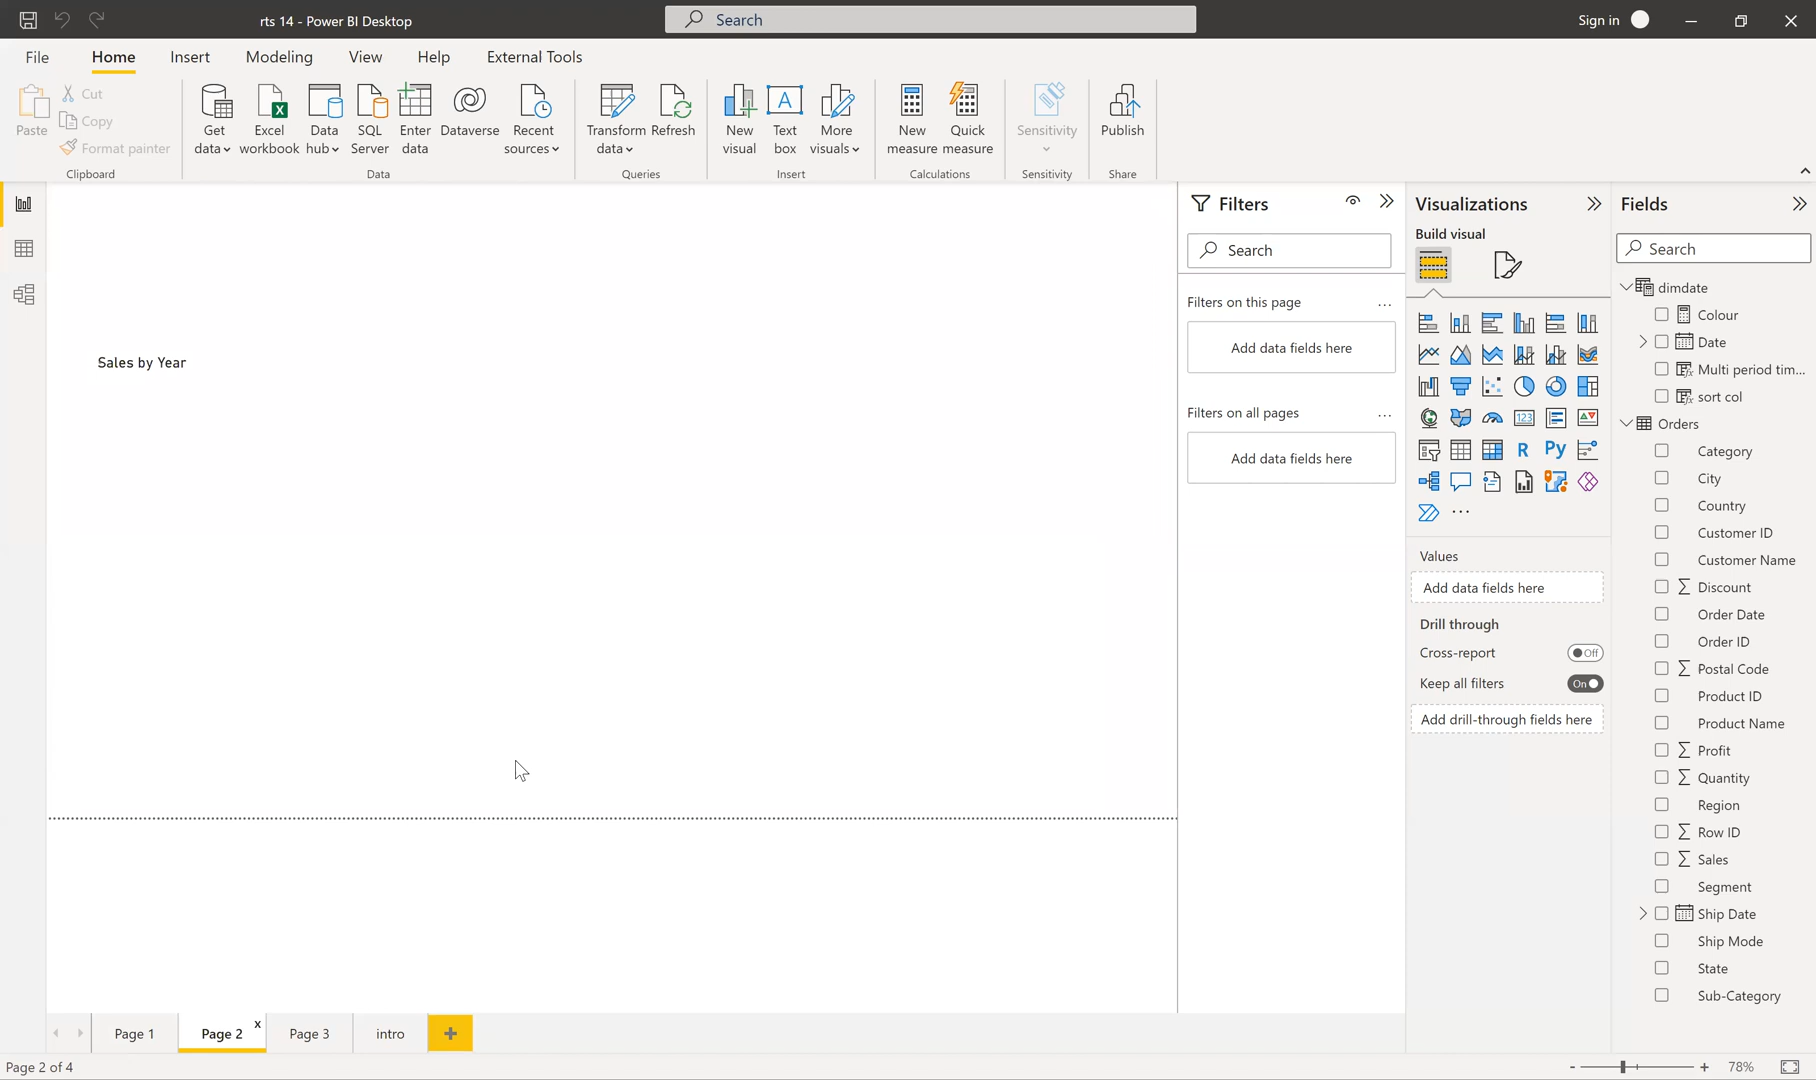 rts 14 - Power BI Desktop
Search
Sign in
File
Home
Insert
Modeling
View
Help
External Tools
Paste
Cut
Copy
Format painter
Clipboard
Get data
Excel workbook
Data hub
SQL Server
Enter data
Dataverse
Recent sources
Data
Transform data
Refresh
Queries
New visual
Text box
More visuals
Insert
New measure
Quick measure
Calculations
Sensitivity
Sensitivity
Publish
Share
Sales by Year
Filters
Search
Filters on this page
...
Add data fields here
Filters on all pages
...
Add data fields here
Visualizations
Build visual
123
R
Py
...
Values
Add data fields here
Drill through
Cross-report
Off
Keep all filters
On
Add drill-through fields here
Fields
Search
dimdate
Colour
Date
Multi period tim...
sort col
Orders
Category
City
Country
Customer ID
Customer Name
Discount
Order Date
Order ID
Postal Code
Product ID
Product Name
Profit
Quantity
Region
Row ID
Sales
Segment
Ship Date
Ship Mode
State
Sub-Category
Page 1
Page 2
x
Page 3
intro
+
Page 2 of 4
-
+
78%